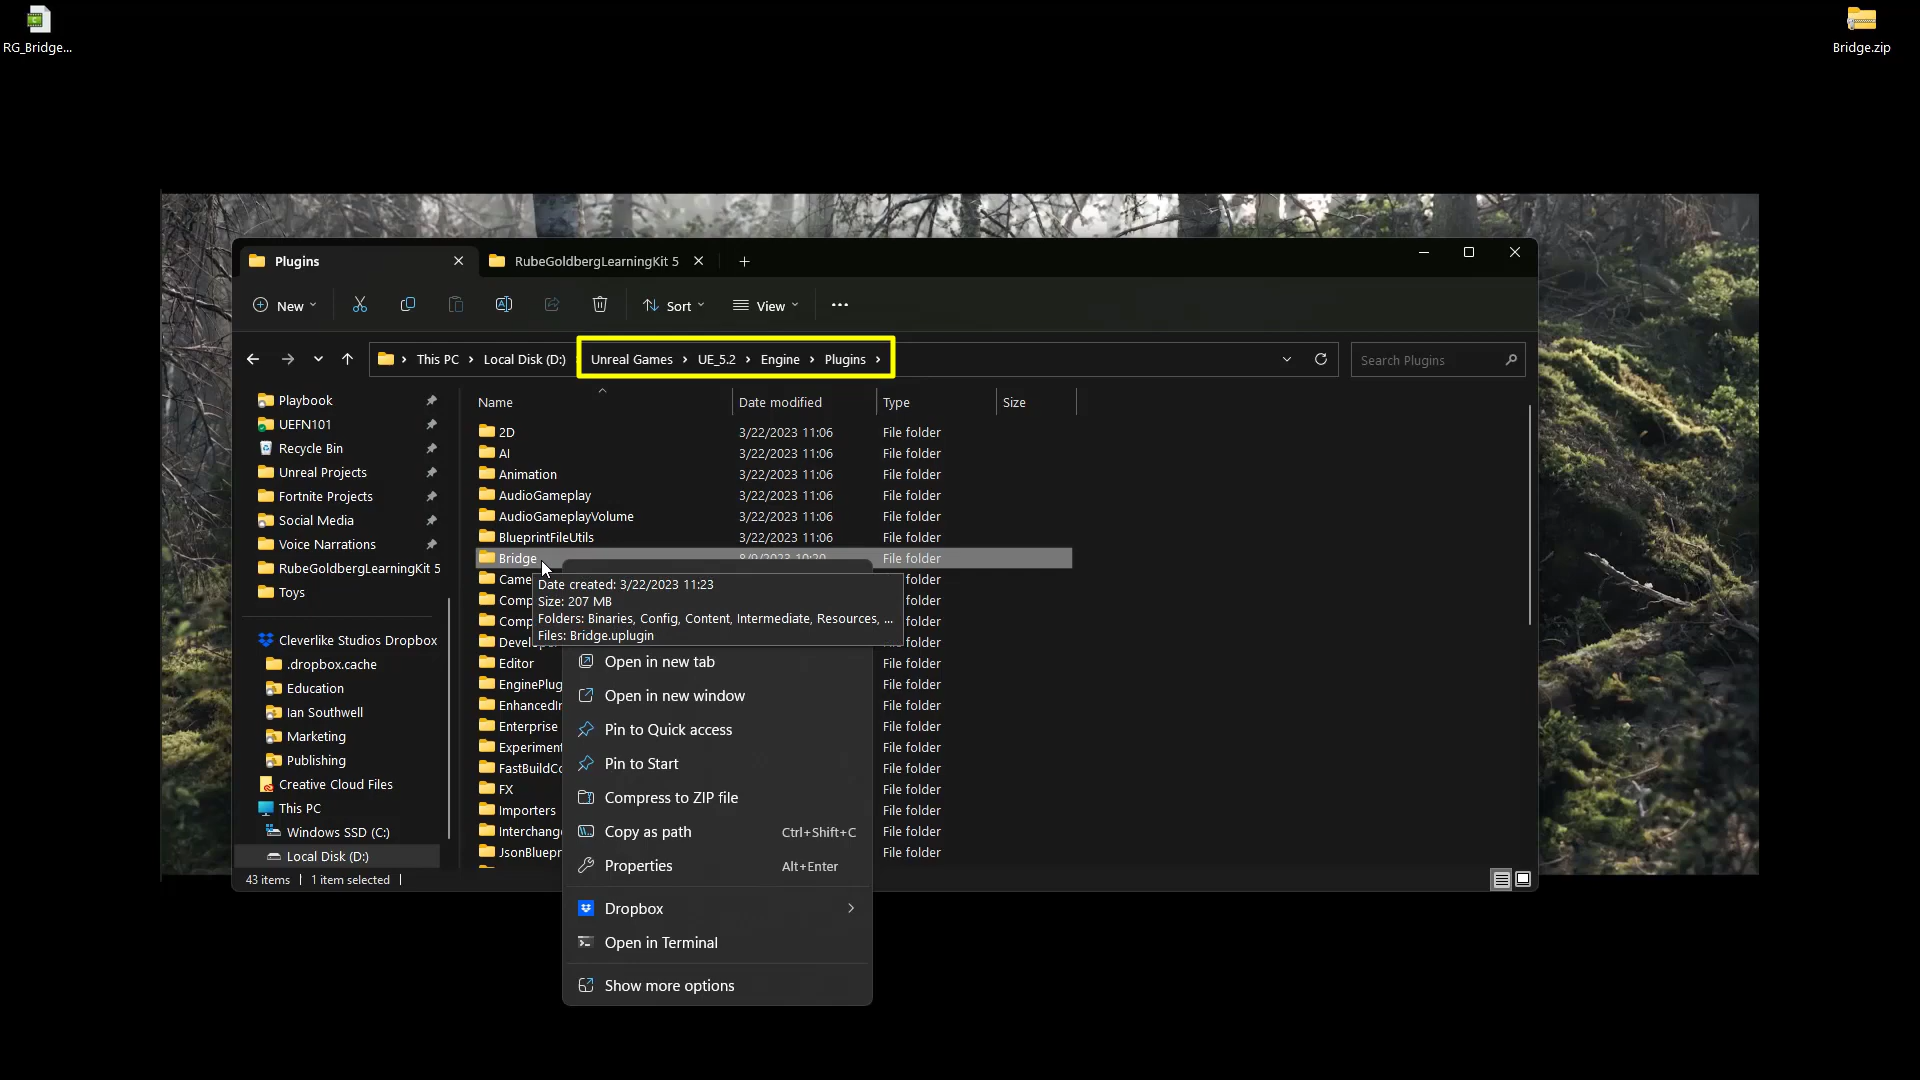 RG_Bridge...
Bridge.zip
Plugins
RubeGoldbergLearningKit 5
New
Sort
View
This PC
Local Disk (D:)
Unreal Games
UE_5.2
Engine
Plugins
Search Plugins
Playbook
UEFN101
Recycle Bin
Unreal Projects
Fortnite Projects
Social Media
Voice Narrations
RubeGoldbergLearningKit 5
Toys
Cleverlike Studios Dropbox
.dropbox.cache
Education
Ian Southwell
Marketing
Publishing
Creative Cloud Files
This PC
Windows SSD (C:)
Local Disk (D:)
Name Date modified Type Size
2D 3/22/2023 11:06 File folder
AI 3/22/2023 11:06 File folder
Animation 3/22/2023 11:06 File folder
AudioGameplay 3/22/2023 11:06 File folder
AudioGameplayVolume 3/22/2023 11:06 File folder
BlueprintFileUtils 3/22/2023 11:06 File folder
Bridge 8/9/2023 10:20 File folder
Came file folder
Comp file folder
Comp file folder
Develop File folder
Editor File folder
EnginePlug File folder
EnhancedIn File folder
Enterprise File folder
Experiment File folder
FastBuildCo File folder
FX File folder
Importers File folder
Interchange File folder
JsonBluepr File folder
Date created: 3/22/2023 11:23
Size: 207 MB
Folders: Binaries, Config, Content, Intermediate, Resources, ...
Files: Bridge.uplugin
Open in new tab
Open in new window
Pin to Quick access
Pin to Start
Compress to ZIP file
Copy as path Ctrl+Shift+C
Properties Alt+Enter
Dropbox
Open in Terminal
Show more options
43 items 1 item selected